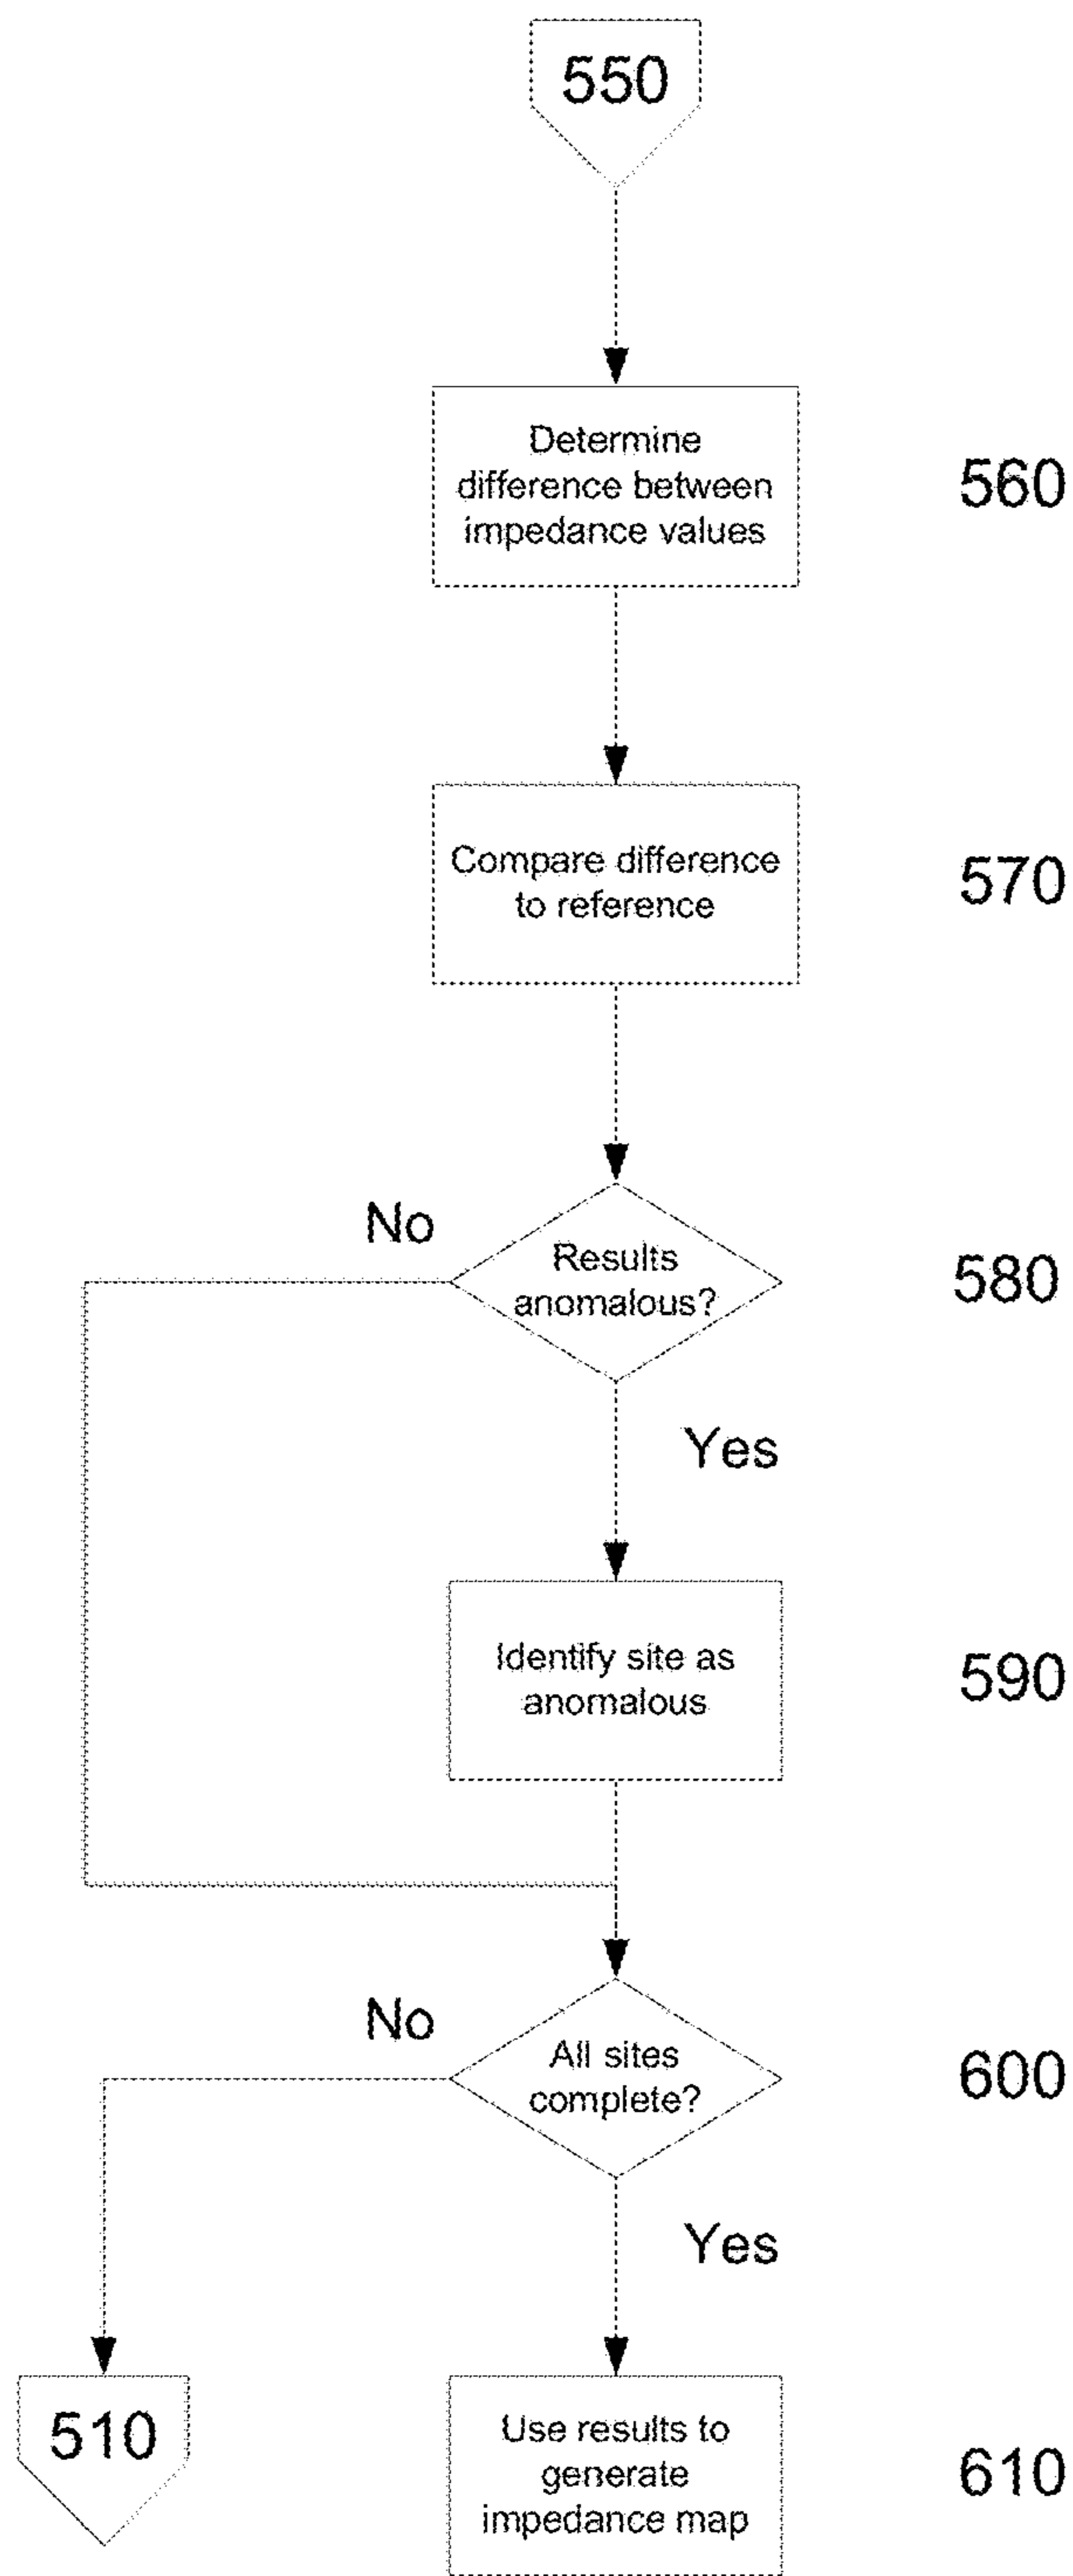 550
Determine
difference between
impedance values
560
Compare difference
to reference
570
No
Results
anomalous?
580
Yes
Identify site as
anomalous
590
No
All sites
complete?
600
Yes
510
Use results to
generate
impedance map
610